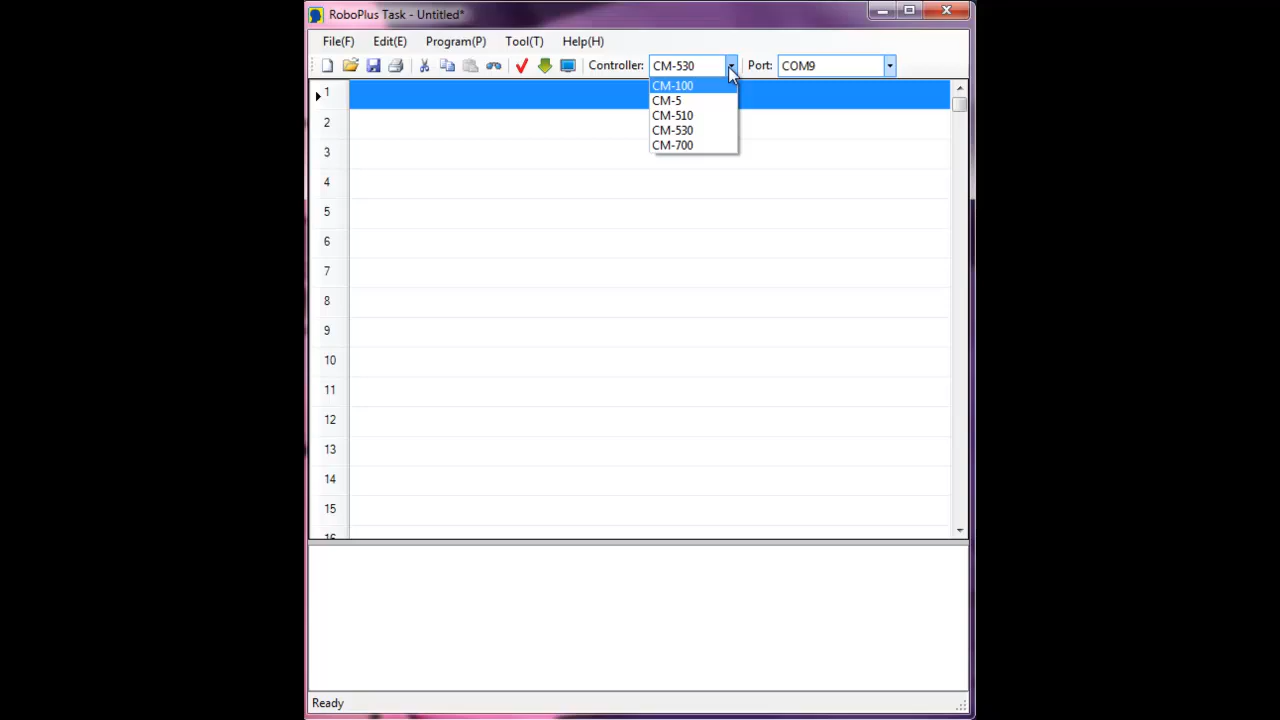 RoboPlus Task - Untitled*
File(F) Edit(E) Program(P) Tool(T) Help(H)
Controller: CM-530 Port: COM9
CM-100
CM-5
CM-510
CM-530
CM-700
1
2
3
4
5
6
7
8
9
10
11
12
13
14
15
16
Ready